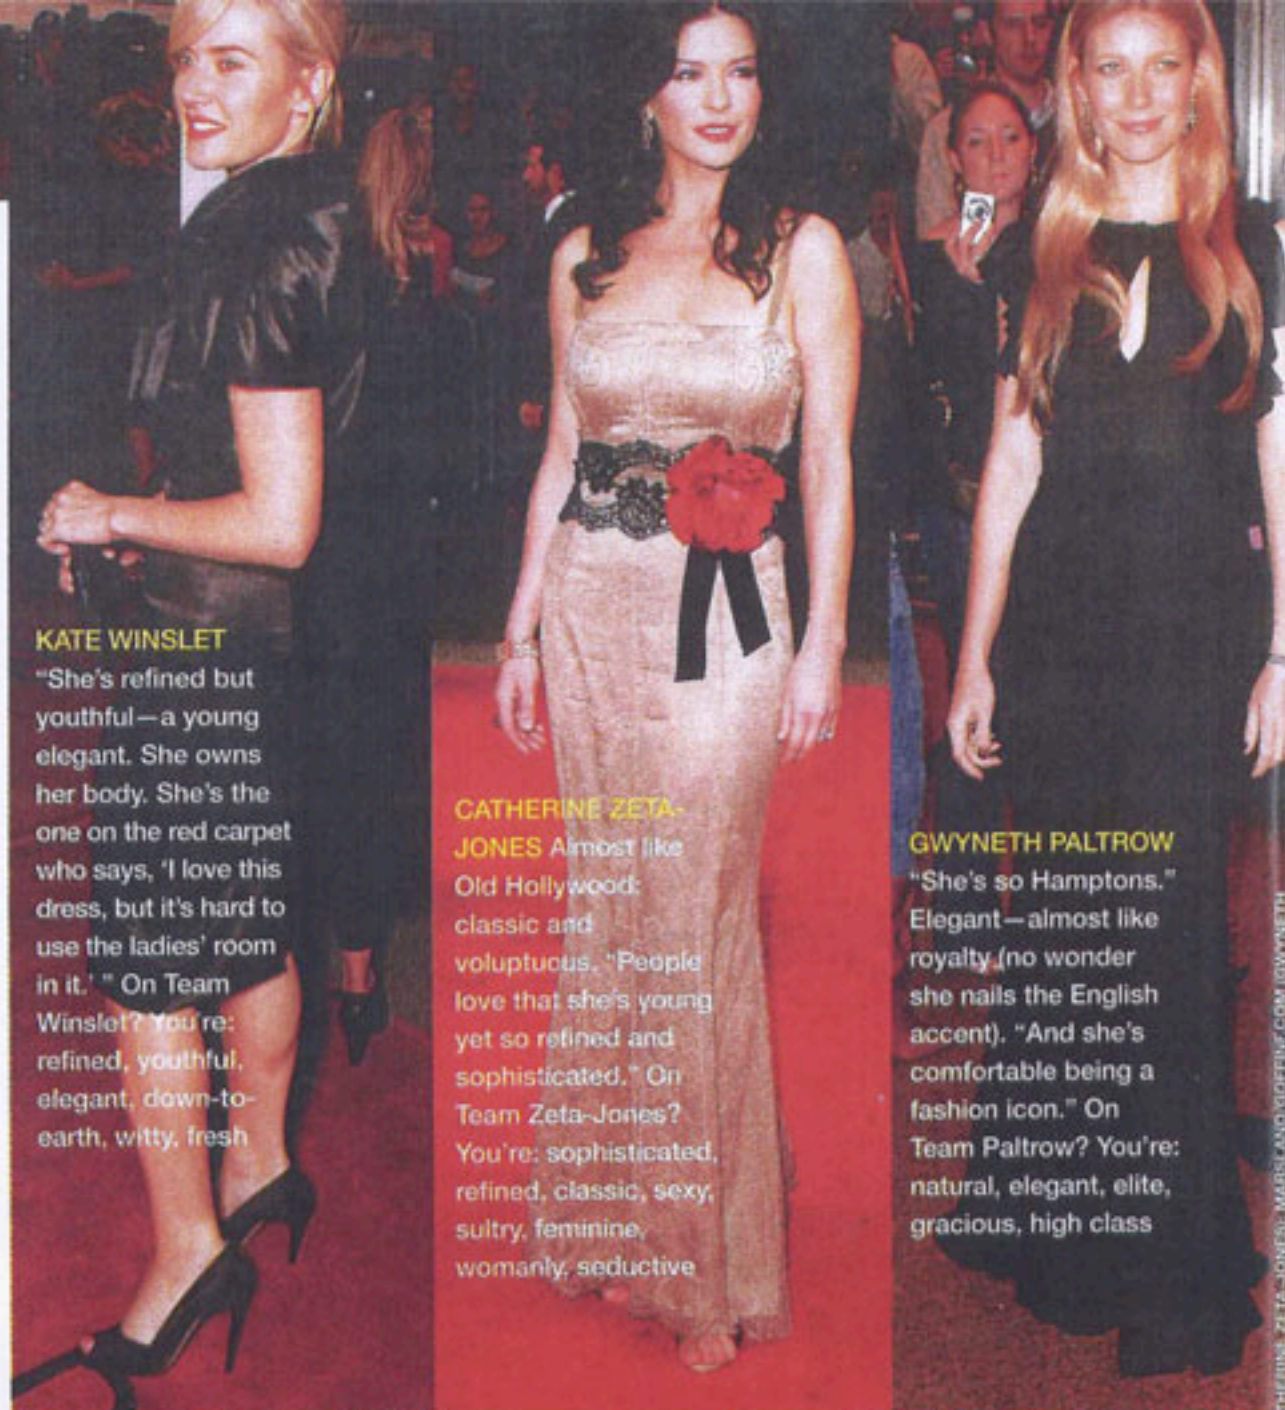 KATE WINSLET
“She’s refined but
youthful—a young
elegant. She owns
her body. She’s the
one on the red carpet
who says, ‘I love this
dress, but it’s hard to
use the ladies’ room
in it.’ ” On Team
Winslet? You’re:
refined, youthful,
elegant, down-to-
earth, witty, fresh
CATHERINE ZETA-
JONES Almost like
Old Hollywood:
classic and
voluptuous. “People
love that she’s young
yet so refined and
sophisticated.” On
Team Zeta-Jones?
You’re: sophisticated,
refined, classic, sexy,
sultry, feminine,
womanly, seductive
GWYNETH PALTROW
“She’s so Hamptons.”
Elegant—almost like
royalty (no wonder
she nails the English
accent). “And she’s
comfortable being a
fashion icon.” On
Team Paltrow? You’re:
natural, elegant, elite,
gracious, high class